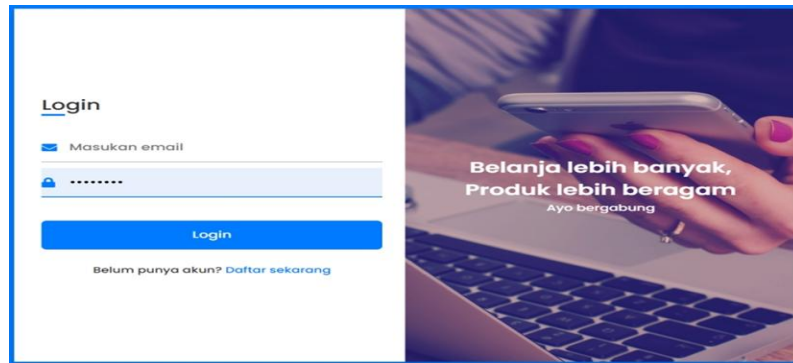 Login
Masukan email
••••••••
Login
Belum punya akun? Daftar sekarang
Belanja lebih banyak,
Produk lebih beragam
Ayo bergabung